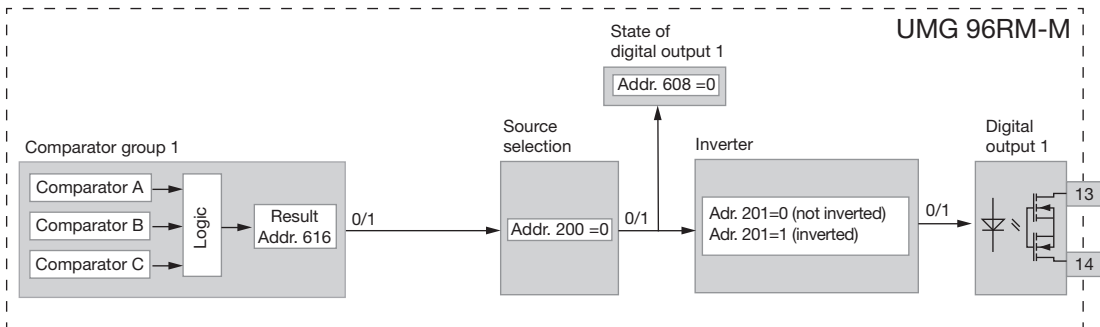 UMG 96RM-M
State of
digital output 1
Addr. 608 =0
Comparator group 1
Source
selection
Inverter
Digital
output 1
Comparator A
Comparator B
Comparator C
Logic
Result
Addr. 616
0/1
Addr. 200 =0
0/1
Adr. 201=0 (not inverted)
Adr. 201=1 (inverted)
0/1
13
14